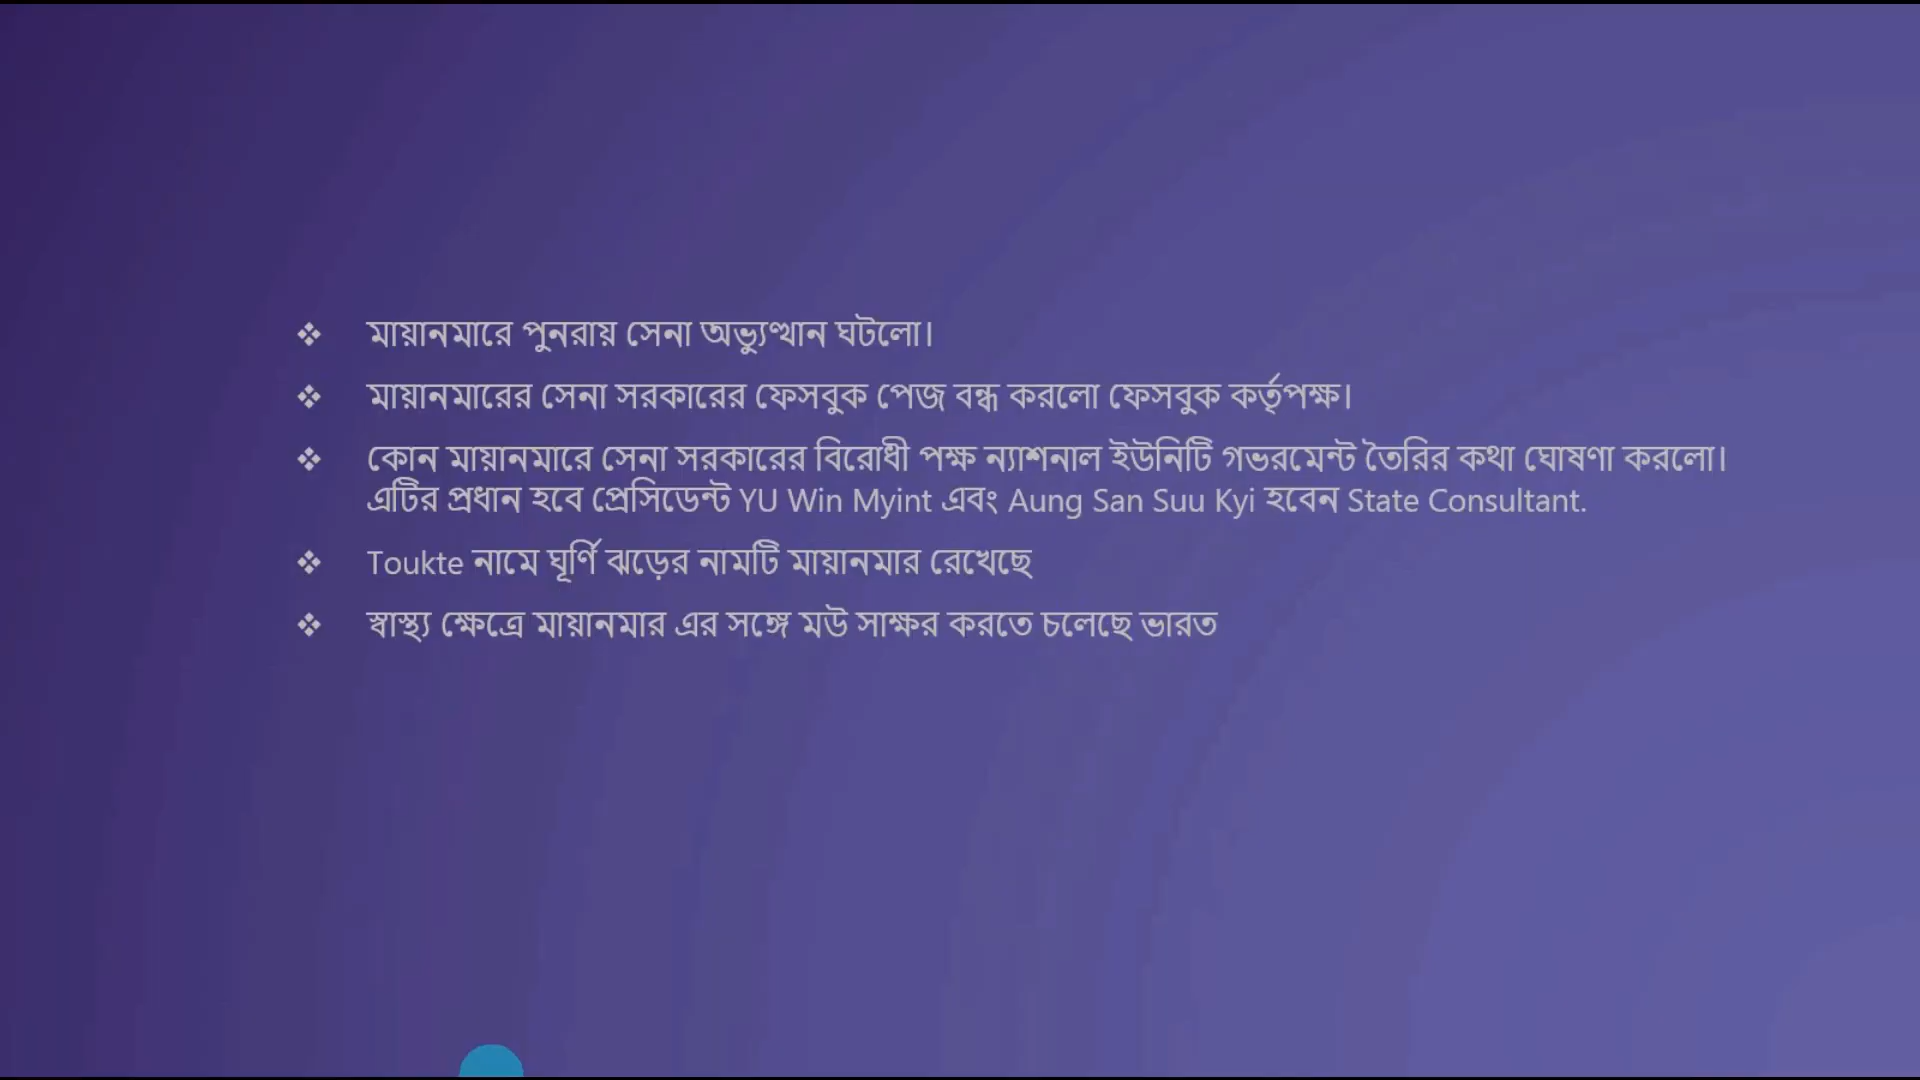 ❖ মায়ানমারে পুনরায় সেনা অভ্যুত্থান ঘটলো।
❖ মায়ানমারের সেনা সরকারের ফেসবুক পেজ বন্ধ করলো ফেসবুক কর্তৃপক্ষ।
❖ কোন মায়ানমারে সেনা সরকারের বিরোধী পক্ষ ন্যাশনাল ইউনিটি গভরমেন্ট তৈরির কথা ঘোষণা করলো।
এটির প্রধান হবে প্রেসিডেন্ট YU Win Myint এবং Aung San Suu Kyi হবেন State Consultant.
❖ Toukte নামে ঘূর্ণি ঝড়ের নামটি মায়ানমার রেখেছে
❖ স্বাস্থ্য ক্ষেত্রে মায়ানমার এর সঙ্গে মউ সাক্ষর করতে চলেছে ভারত